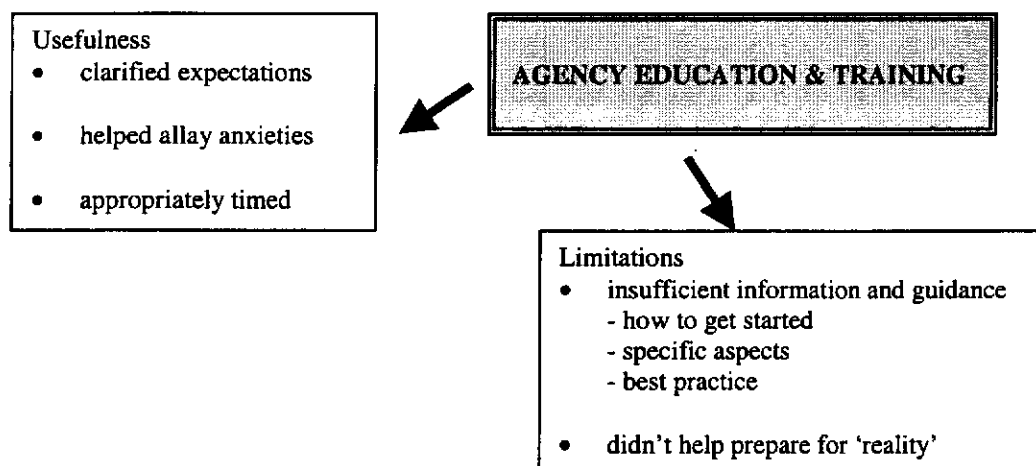 AGENCY EDUCATION & TRAINING
Usefulness
• clarified expectations
• helped allay anxieties
• appropriately timed
Limitations
• insufficient information and guidance
- how to get started
- specific aspects
- best practice
• didn't help prepare for ‘reality’